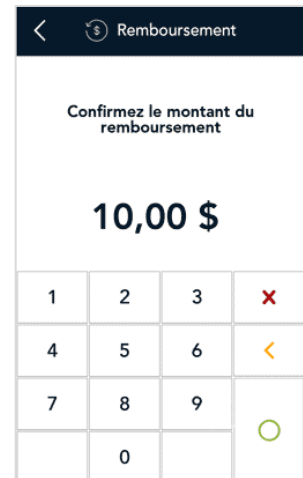 Remboursement
Confirmez le montant du
remboursement
10,00 $
1 2 3
4 5 6
7 8 9
0